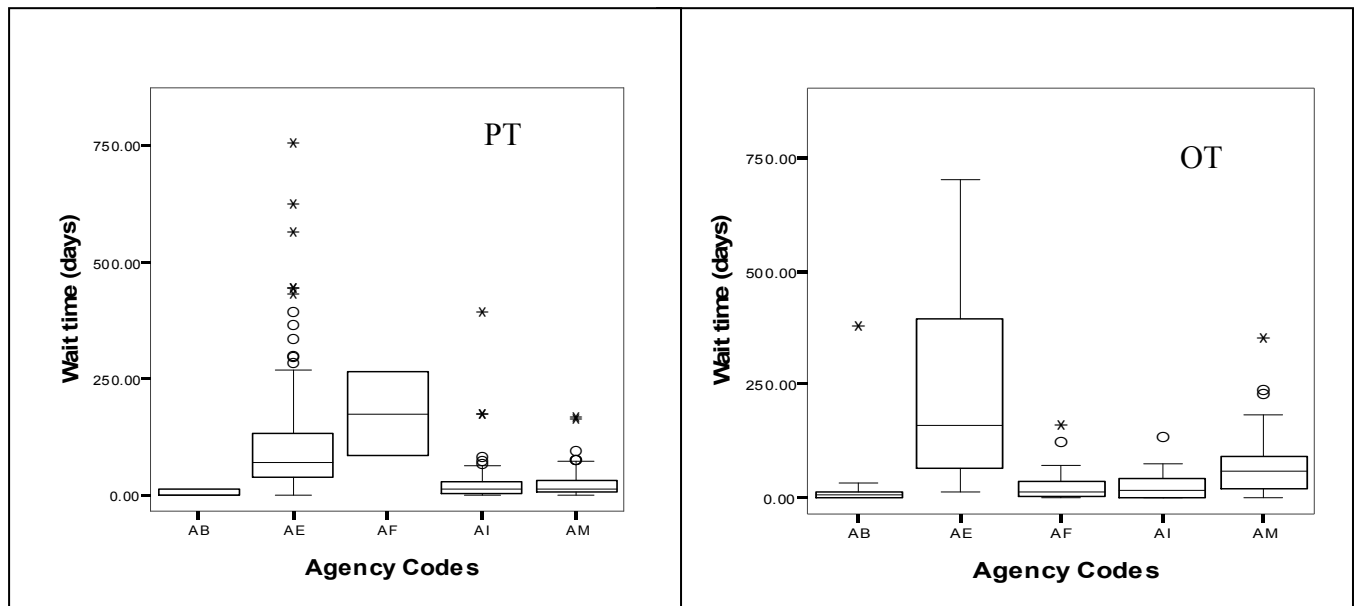 PT
Wait time (days)
750.00
500.00
250.00
0.00
AB AE AF AI AM
Agency Codes
OT
Wait time (days)
750.00
500.00
250.00
0.00
AB AE AF AI AM
Agency Codes